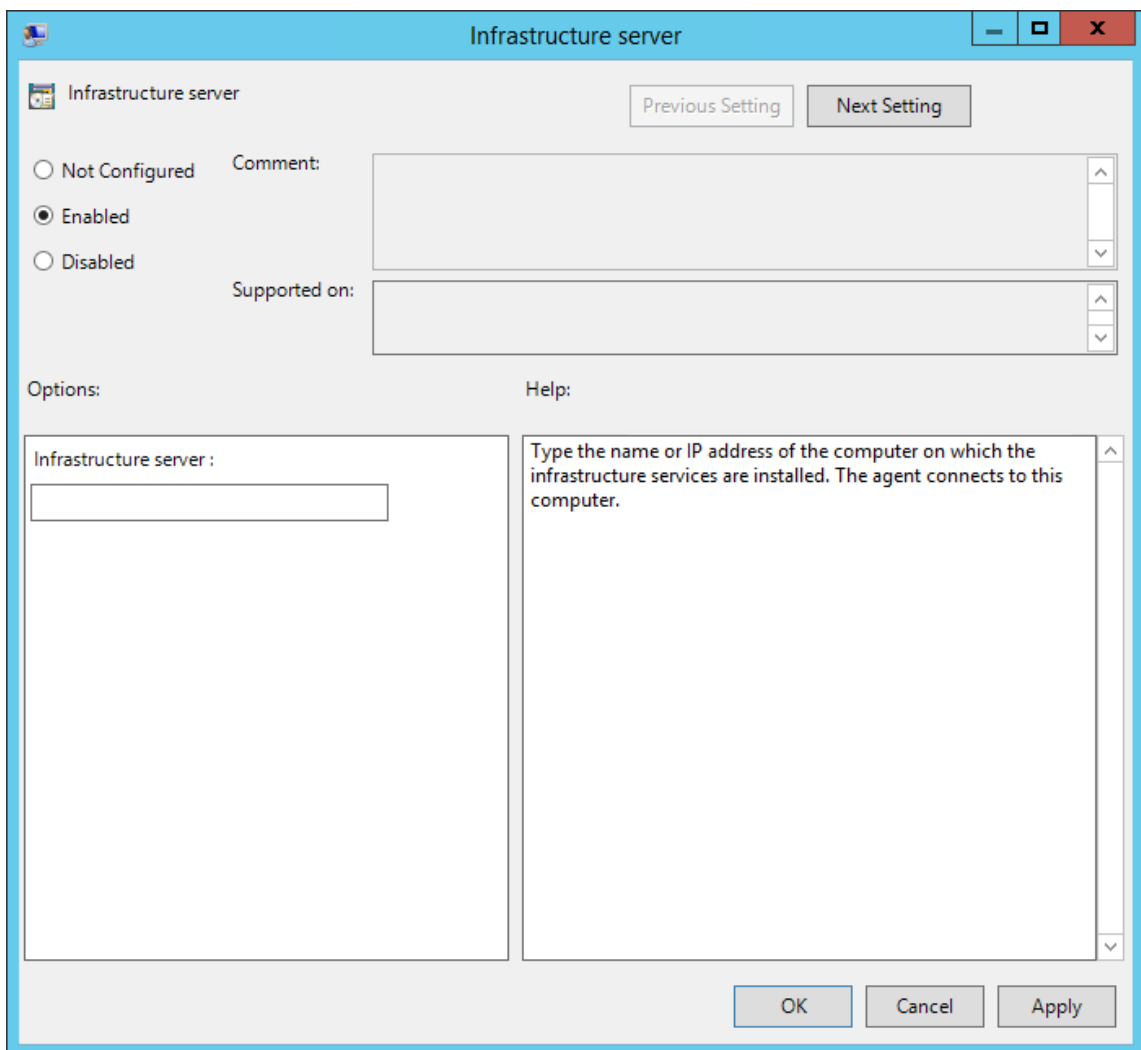 Infrastructure server
Infrastructure server
Previous Setting
Next Setting
Not Configured
Comment:
Enabled
Disabled
Supported on:
Options:
Help:
Infrastructure server :
Type the name or IP address of the computer on which the
infrastructure services are installed. The agent connects to this
computer.
OK
Cancel
Apply